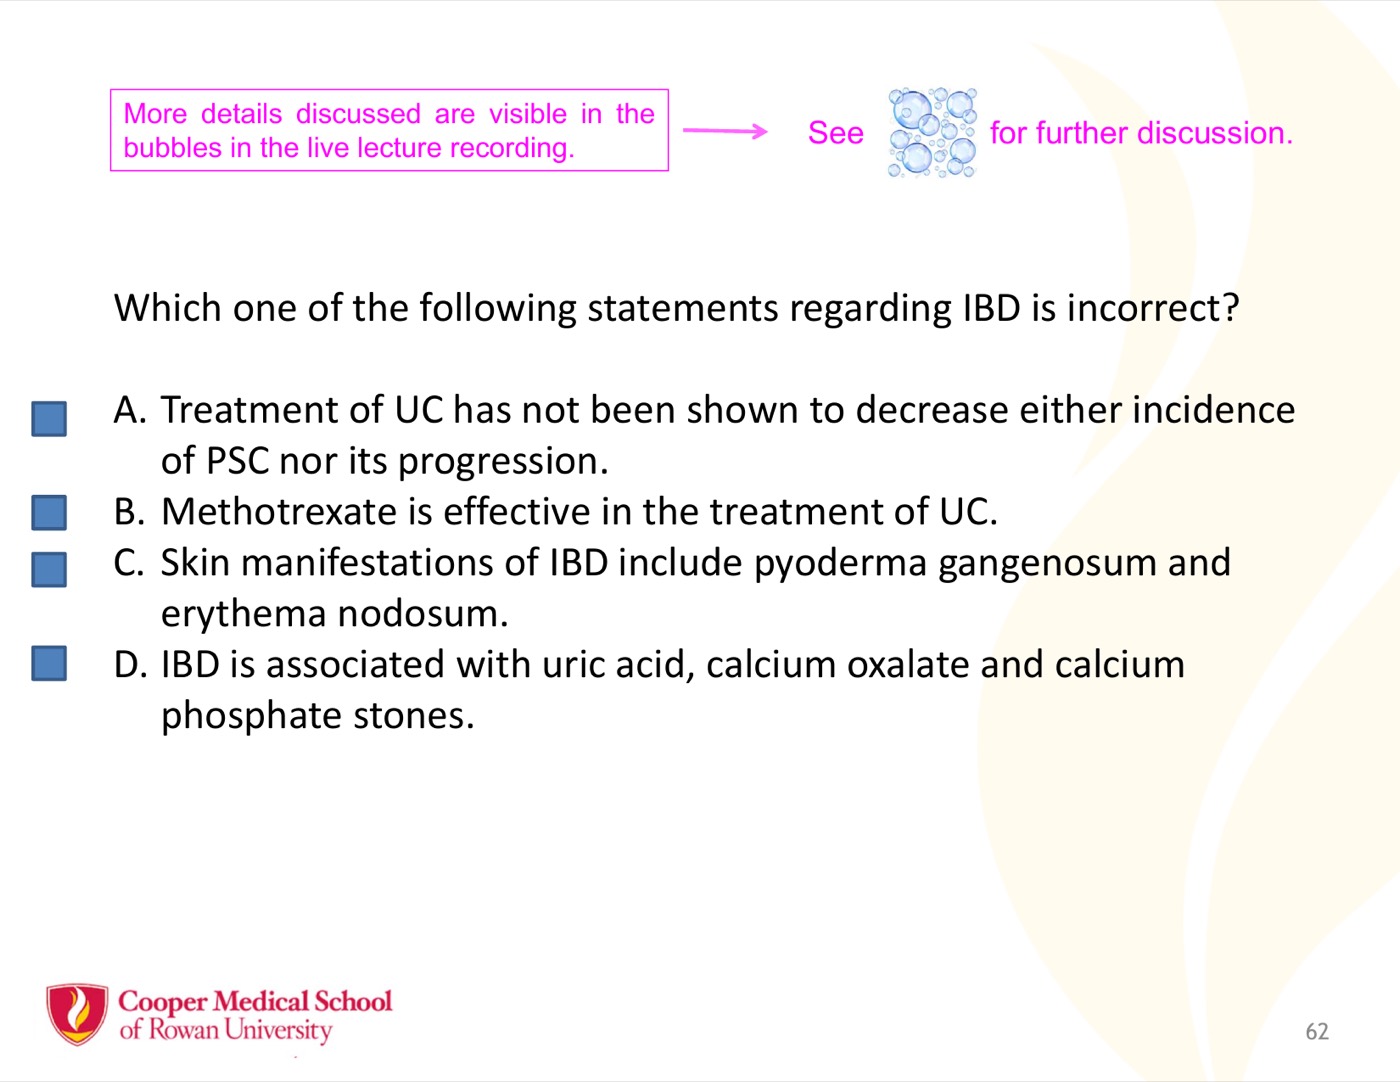 More details discussed are visible in the
bubbles in the live lecture recording.
See for further discussion.
Which one of the following statements regarding IBD is incorrect?
A. Treatment of UC has not been shown to decrease either incidence
of PSC nor its progression.
B. Methotrexate is effective in the treatment of UC.
C. Skin manifestations of IBD include pyoderma gangenosum and
erythema nodosum.
D. IBD is associated with uric acid, calcium oxalate and calcium
phosphate stones.
Cooper Medical School
of Rowan University
62